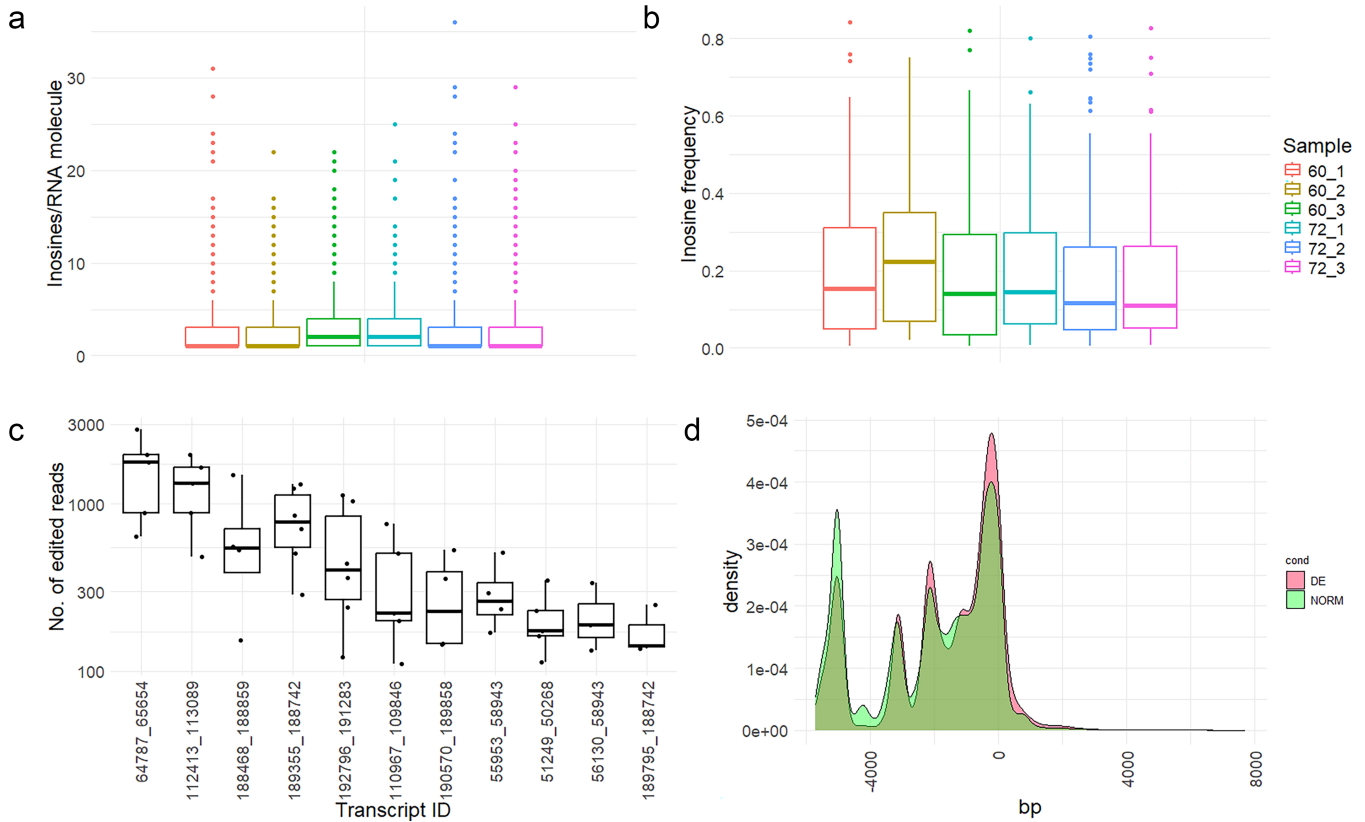 a
Inosines/RNA molecule
30
20
10
0
b
Inosine frequency
0.8
0.6
0.4
0.2
0.0
Sample
60_1
60_2
60_3
72_1
72_2
72_3
c
No. of edited reads
3000
1000
300
100
64787_65654
112413_113089
188468_188859
189355_188742
192796_191283
110967_109846
190570_189858
55953_58943
51249_50268
56130_58943
189795_188742
Transcript ID
d
density
5e-04
4e-04
3e-04
2e-04
1e-04
0e+00
-4000
0
4000
8000
bp
cond
DE
NORM